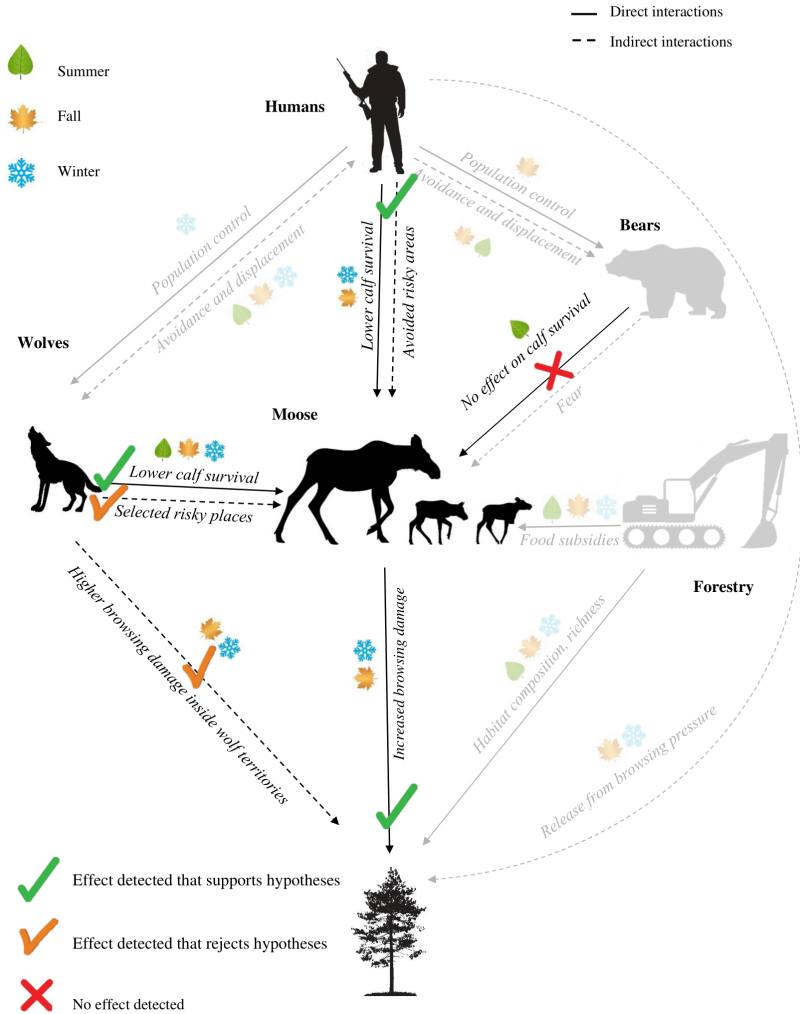 Direct interactions
Indirect interactions
Summer
Fall
Winter
Humans
Population control
Avoidance and displacement
Bears
Population control
Avoidance and displacement
Lower calf survival
Avoided risky areas
No effect on calf survival
Fear
Wolves
Moose
Lower calf survival
Selected risky places
Food subsidies
Forestry
Higher browsing damage inside wolf territories
Increased browsing damage
Habitat composition, richness
Release from browsing pressure
Effect detected that supports hypotheses
Effect detected that rejects hypotheses
No effect detected